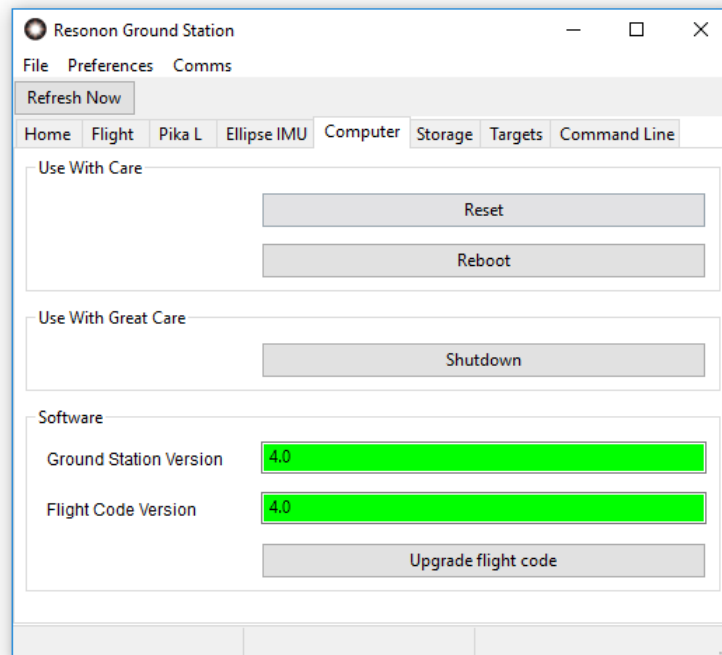 Resonon Ground Station
File Preferences Comms
Refresh Now
Home Flight Pika L Ellipse IMU Computer Storage Targets Command Line
Use With Care
Reset
Reboot
Use With Great Care
Shutdown
Software
Ground Station Version 4.0
Flight Code Version 4.0
Upgrade flight code